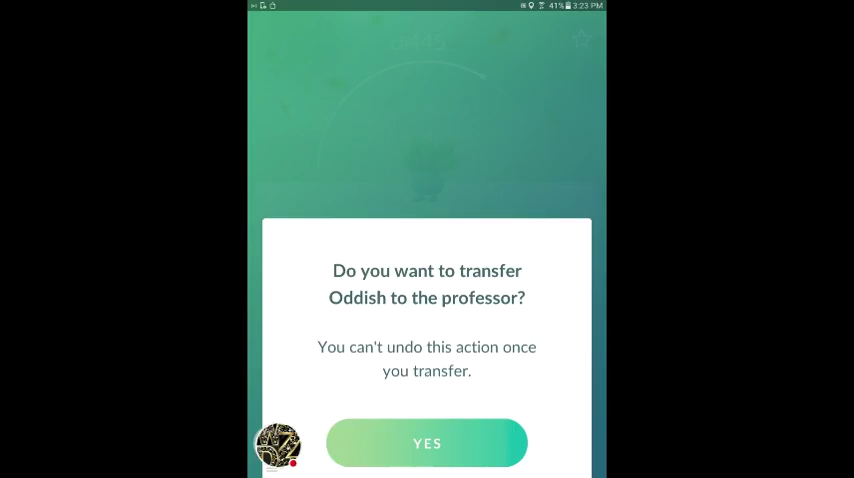 41% 3:23 PM
CP445
Do you want to transfer
Oddish to the professor?
You can't undo this action once
you transfer.
YES